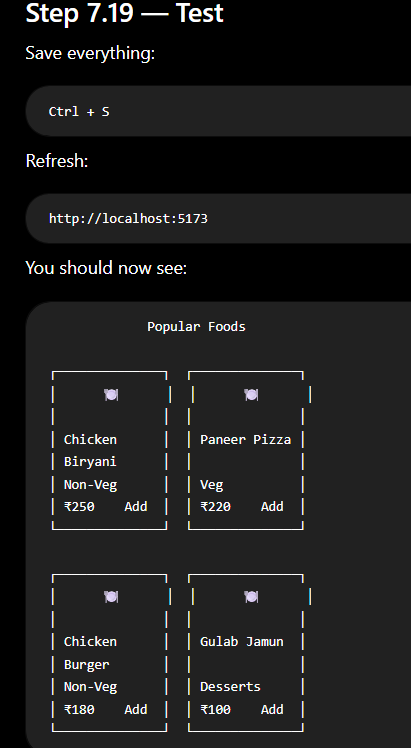 Step 7.19 — Test
Save everything:
Ctrl + S
Refresh:
http://localhost:5173
You should now see:
Popular Foods
Chicken Paneer Pizza
Biryani
Non-Veg Veg
₹250 Add ₹220 Add
Chicken Gulab Jamun
Burger
Non-Veg Desserts
₹180 Add ₹100 Add